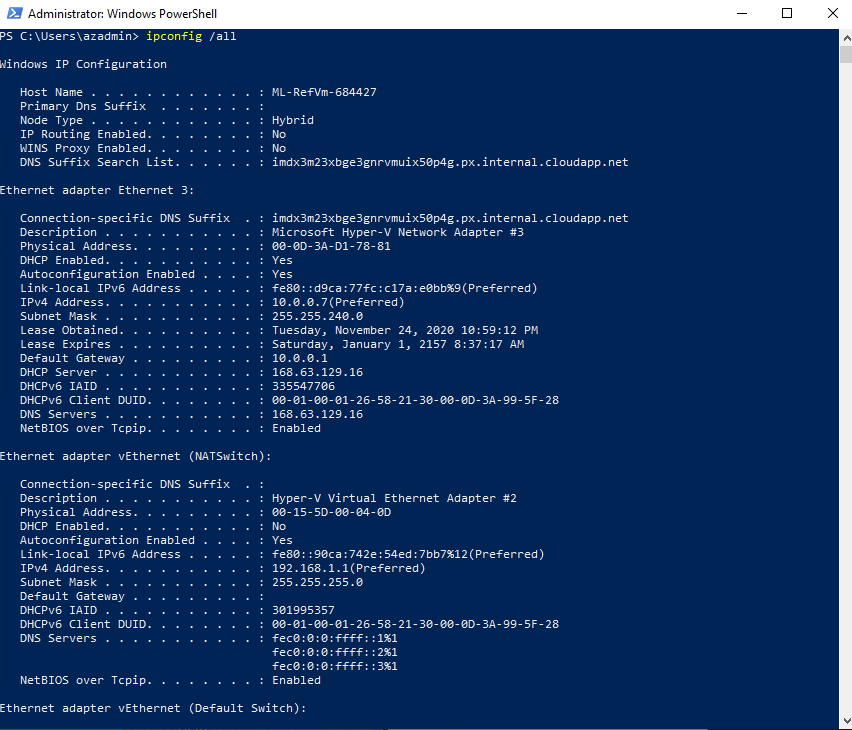 Administrator: Windows PowerShell
PS C:\Users\azadmin> ipconfig /all
Windows IP Configuration
Host Name . . . . . . . . . . . . : ML-RefVm-684427
Primary Dns Suffix  . . . . . . . :
Node Type . . . . . . . . . . . . : Hybrid
IP Routing Enabled. . . . . . . . : No
WINS Proxy Enabled. . . . . . . . : No
DNS Suffix Search List. . . . . . : imdx3m23xbge3gnrvmuix50p4g.px.internal.cloudapp.net
Ethernet adapter Ethernet 3:
Connection-specific DNS Suffix  . : imdx3m23xbge3gnrvmuix50p4g.px.internal.cloudapp.net
Description . . . . . . . . . . . : Microsoft Hyper-V Network Adapter #3
Physical Address. . . . . . . . . : 00-0D-3A-D1-78-81
DHCP Enabled. . . . . . . . . . . : Yes
Autoconfiguration Enabled . . . . : Yes
Link-local IPv6 Address . . . . . : fe80::d9ca:77fc:c17a:e0bb%9(Preferred)
IPv4 Address. . . . . . . . . . . : 10.0.0.7(Preferred)
Subnet Mask . . . . . . . . . . . : 255.255.240.0
Lease Obtained. . . . . . . . . . : Tuesday, November 24, 2020 10:59:12 PM
Lease Expires . . . . . . . . . . : Saturday, January 1, 2157 8:37:17 AM
Default Gateway . . . . . . . . . : 10.0.0.1
DHCP Server . . . . . . . . . . . : 168.63.129.16
DHCPv6 IAID . . . . . . . . . . . : 335547706
DHCPv6 Client DUID. . . . . . . . : 00-01-00-01-26-58-21-30-00-0D-3A-99-5F-28
DNS Servers . . . . . . . . . . . : 168.63.129.16
NetBIOS over Tcpip. . . . . . . . : Enabled
Ethernet adapter vEthernet (NATSwitch):
Connection-specific DNS Suffix  . :
Description . . . . . . . . . . . : Hyper-V Virtual Ethernet Adapter #2
Physical Address. . . . . . . . . : 00-15-5D-00-04-0D
DHCP Enabled. . . . . . . . . . . : No
Autoconfiguration Enabled . . . . : Yes
Link-local IPv6 Address . . . . . : fe80::90ca:742e:54ed:7bb7%12(Preferred)
IPv4 Address. . . . . . . . . . . : 192.168.1.1(Preferred)
Subnet Mask . . . . . . . . . . . : 255.255.255.0
Default Gateway . . . . . . . . . :
DHCPv6 IAID . . . . . . . . . . . : 301995357
DHCPv6 Client DUID. . . . . . . . : 00-01-00-01-26-58-21-30-00-0D-3A-99-5F-28
DNS Servers . . . . . . . . . . . : fec0:0:0:ffff::1%1
fec0:0:0:ffff::2%1
fec0:0:0:ffff::3%1
NetBIOS over Tcpip. . . . . . . . : Enabled
Ethernet adapter vEthernet (Default Switch):